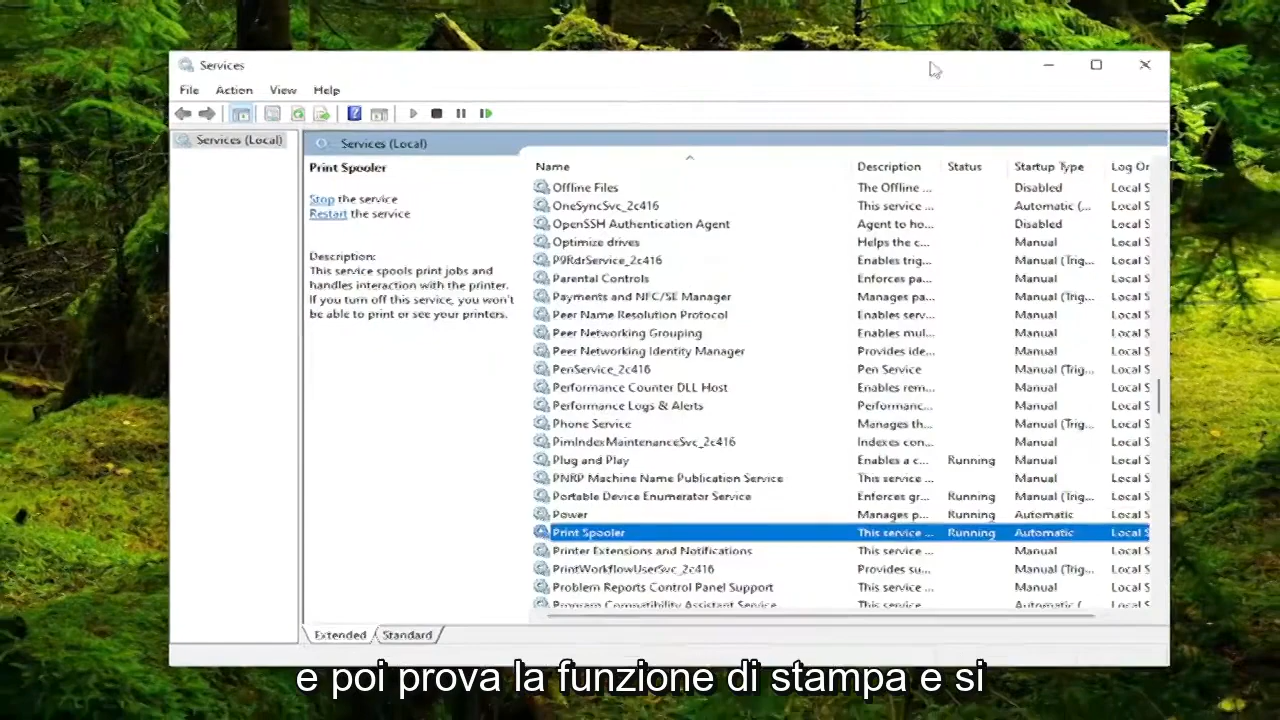 Services
File Action View Help
Services (Local)
Services (Local)
Print Spooler
Stop the service
Restart the service
Description:
This service spools print jobs and
handles interaction with the printer.
If you turn off this service, you won't
be able to print or see your printers.
Name Description Status Startup Type Log On
Offline Files The Offline ... Disabled Local S
OneSyncSvc_2c416 This service ... Automatic (... Local S
OpenSSH Authentication Agent Agent to ho... Disabled Local S
Optimize drives Helps the c... Manual Local S
P9RdrService_2c416 Enables trig... Manual (Trig... Local S
Parental Controls Enforces pa... Manual Local S
Payments and NFC/SE Manager Manages pa... Manual (Trig... Local S
Peer Name Resolution Protocol Enables serv... Manual Local S
Peer Networking Grouping Enables mul... Manual Local S
Peer Networking Identity Manager Provides ide... Manual Local S
PenService_2c416 Pen Service Manual (Trig... Local S
Performance Counter DLL Host Enables rem... Manual Local S
Performance Logs & Alerts Performanc... Manual Local S
Phone Service Manages th... Manual (Trig... Local S
PimIndexMaintenanceSvc_2c416 Indexes con... Manual Local S
Plug and Play Enables a c... Running Manual Local S
PNRP Machine Name Publication Service This service ... Manual Local S
Portable Device Enumerator Service Enforces gr... Running Manual (Trig... Local S
Power Manages p... Running Automatic Local S
Print Spooler This service ... Running Automatic Local S
Printer Extensions and Notifications This service ... Manual Local S
PrintWorkflowUserSvc_2c416 Provides su... Manual (Trig... Local S
Problem Reports Control Panel Support This service ... Manual Local S
Program Compatibility Assistant Service This service Automatic ( Local S
Extended Standard
e poi prova la funzione di stampa e si